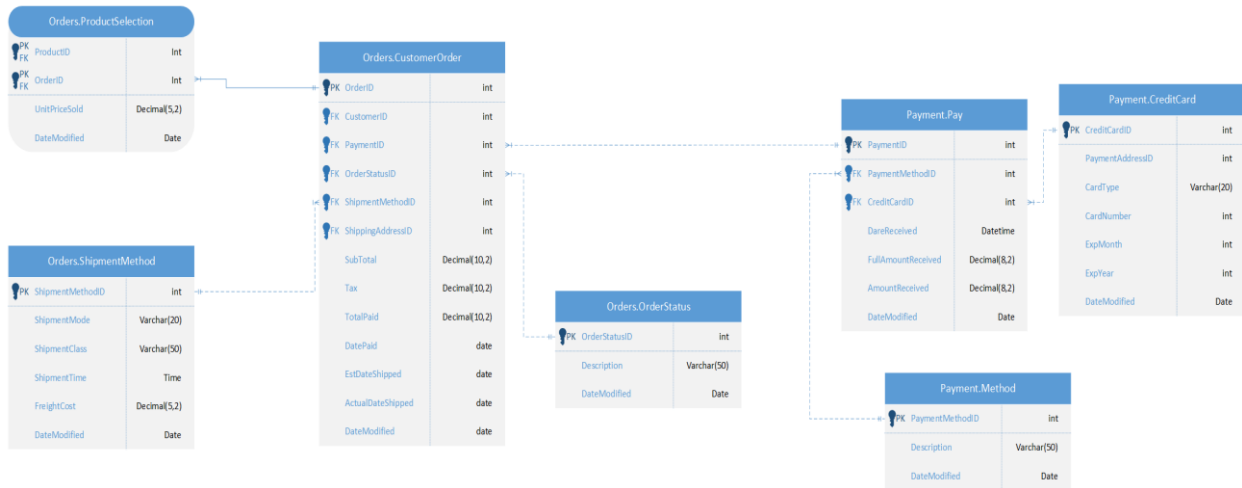 Orders.ProductSelection
PK
FK ProductID Int
PK
FK OrderID Int
UnitPriceSold Decimal(5,2)
DateModified Date
Orders.CustomerOrder
PK OrderID int
FK CustomerID int
FK PaymentID int
FK OrderStatusID int
FK ShipmentMethodID int
FK ShippingAddressID int
SubTotal Decimal(10,2)
Tax Decimal(10,2)
TotalPaid Decimal(10,2)
DatePaid date
EstDateShipped date
ActualDateShipped date
DateModified date
Orders.ShipmentMethod
PK ShipmentMethodID int
ShipmentMode Varchar(20)
ShipmentClass Varchar(50)
ShipmentTime Time
FreightCost Decimal(5,2)
DateModified Date
Orders.OrderStatus
PK OrderStatusID int
Description Varchar(50)
DateModified Date
Payment.Pay
PK PaymentID int
FK PaymentMethodID int
FK CreditCardID int
DareReceived Datetime
FullAmountReceived Decimal(8,2)
AmountReceived Decimal(8,2)
DateModified Date
Payment.CreditCard
PK CreditCardID int
PaymentAddressID int
CardType Varchar(20)
CardNumber int
ExpMonth int
ExpYear int
DateModified Date
Payment.Method
PK PaymentMethodID int
Description Varchar(50)
DateModified Date